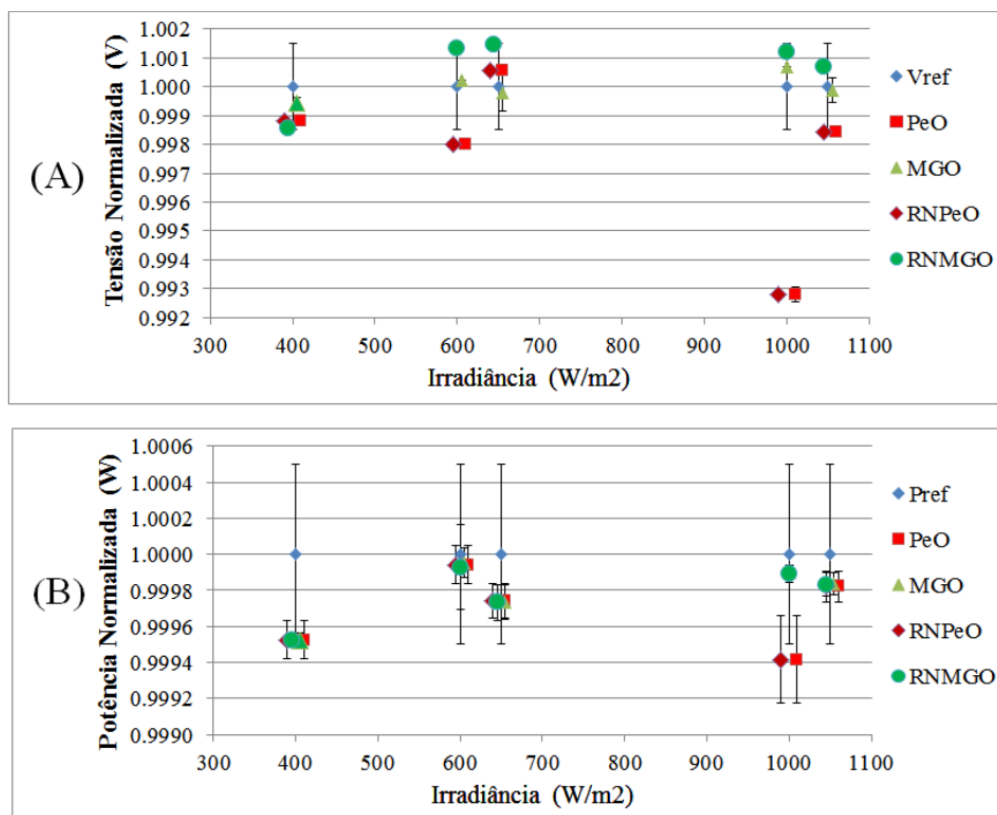 (A)
Tensão Normalizada (V)
1.002
1.001
1.000
0.999
0.998
0.997
0.996
0.995
0.994
0.993
0.992
300 400 500 600 700 800 900 1000 1100
Irradiância (W/m2)
Vref
PeO
MGO
RNPeO
RNMGO
(B)
Potência Normalizada (W)
1.0006
1.0004
1.0002
1.0000
0.9998
0.9996
0.9994
0.9992
0.9990
300 400 500 600 700 800 900 1000 1100
Irradiância (W/m2)
Pref
PeO
MGO
RNPeO
RNMGO